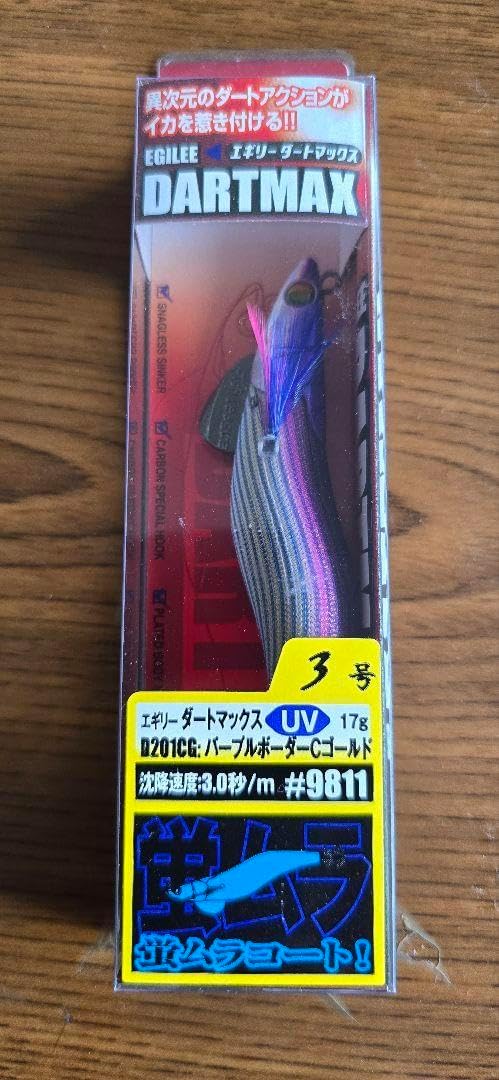 異次元のダートアクションが
イカを惹き付ける!!
EGILEE エギリー ダートマックス
DARTMAX
SNAGLESS SINKER
CARBON SPECIAL HOOK
3号
エギリー ダートマックス UV 17g
D201CG: パープルボーダーCゴールド
沈降速度:3.0秒/m #9811
蛍ムラ
蛍ムラコート!